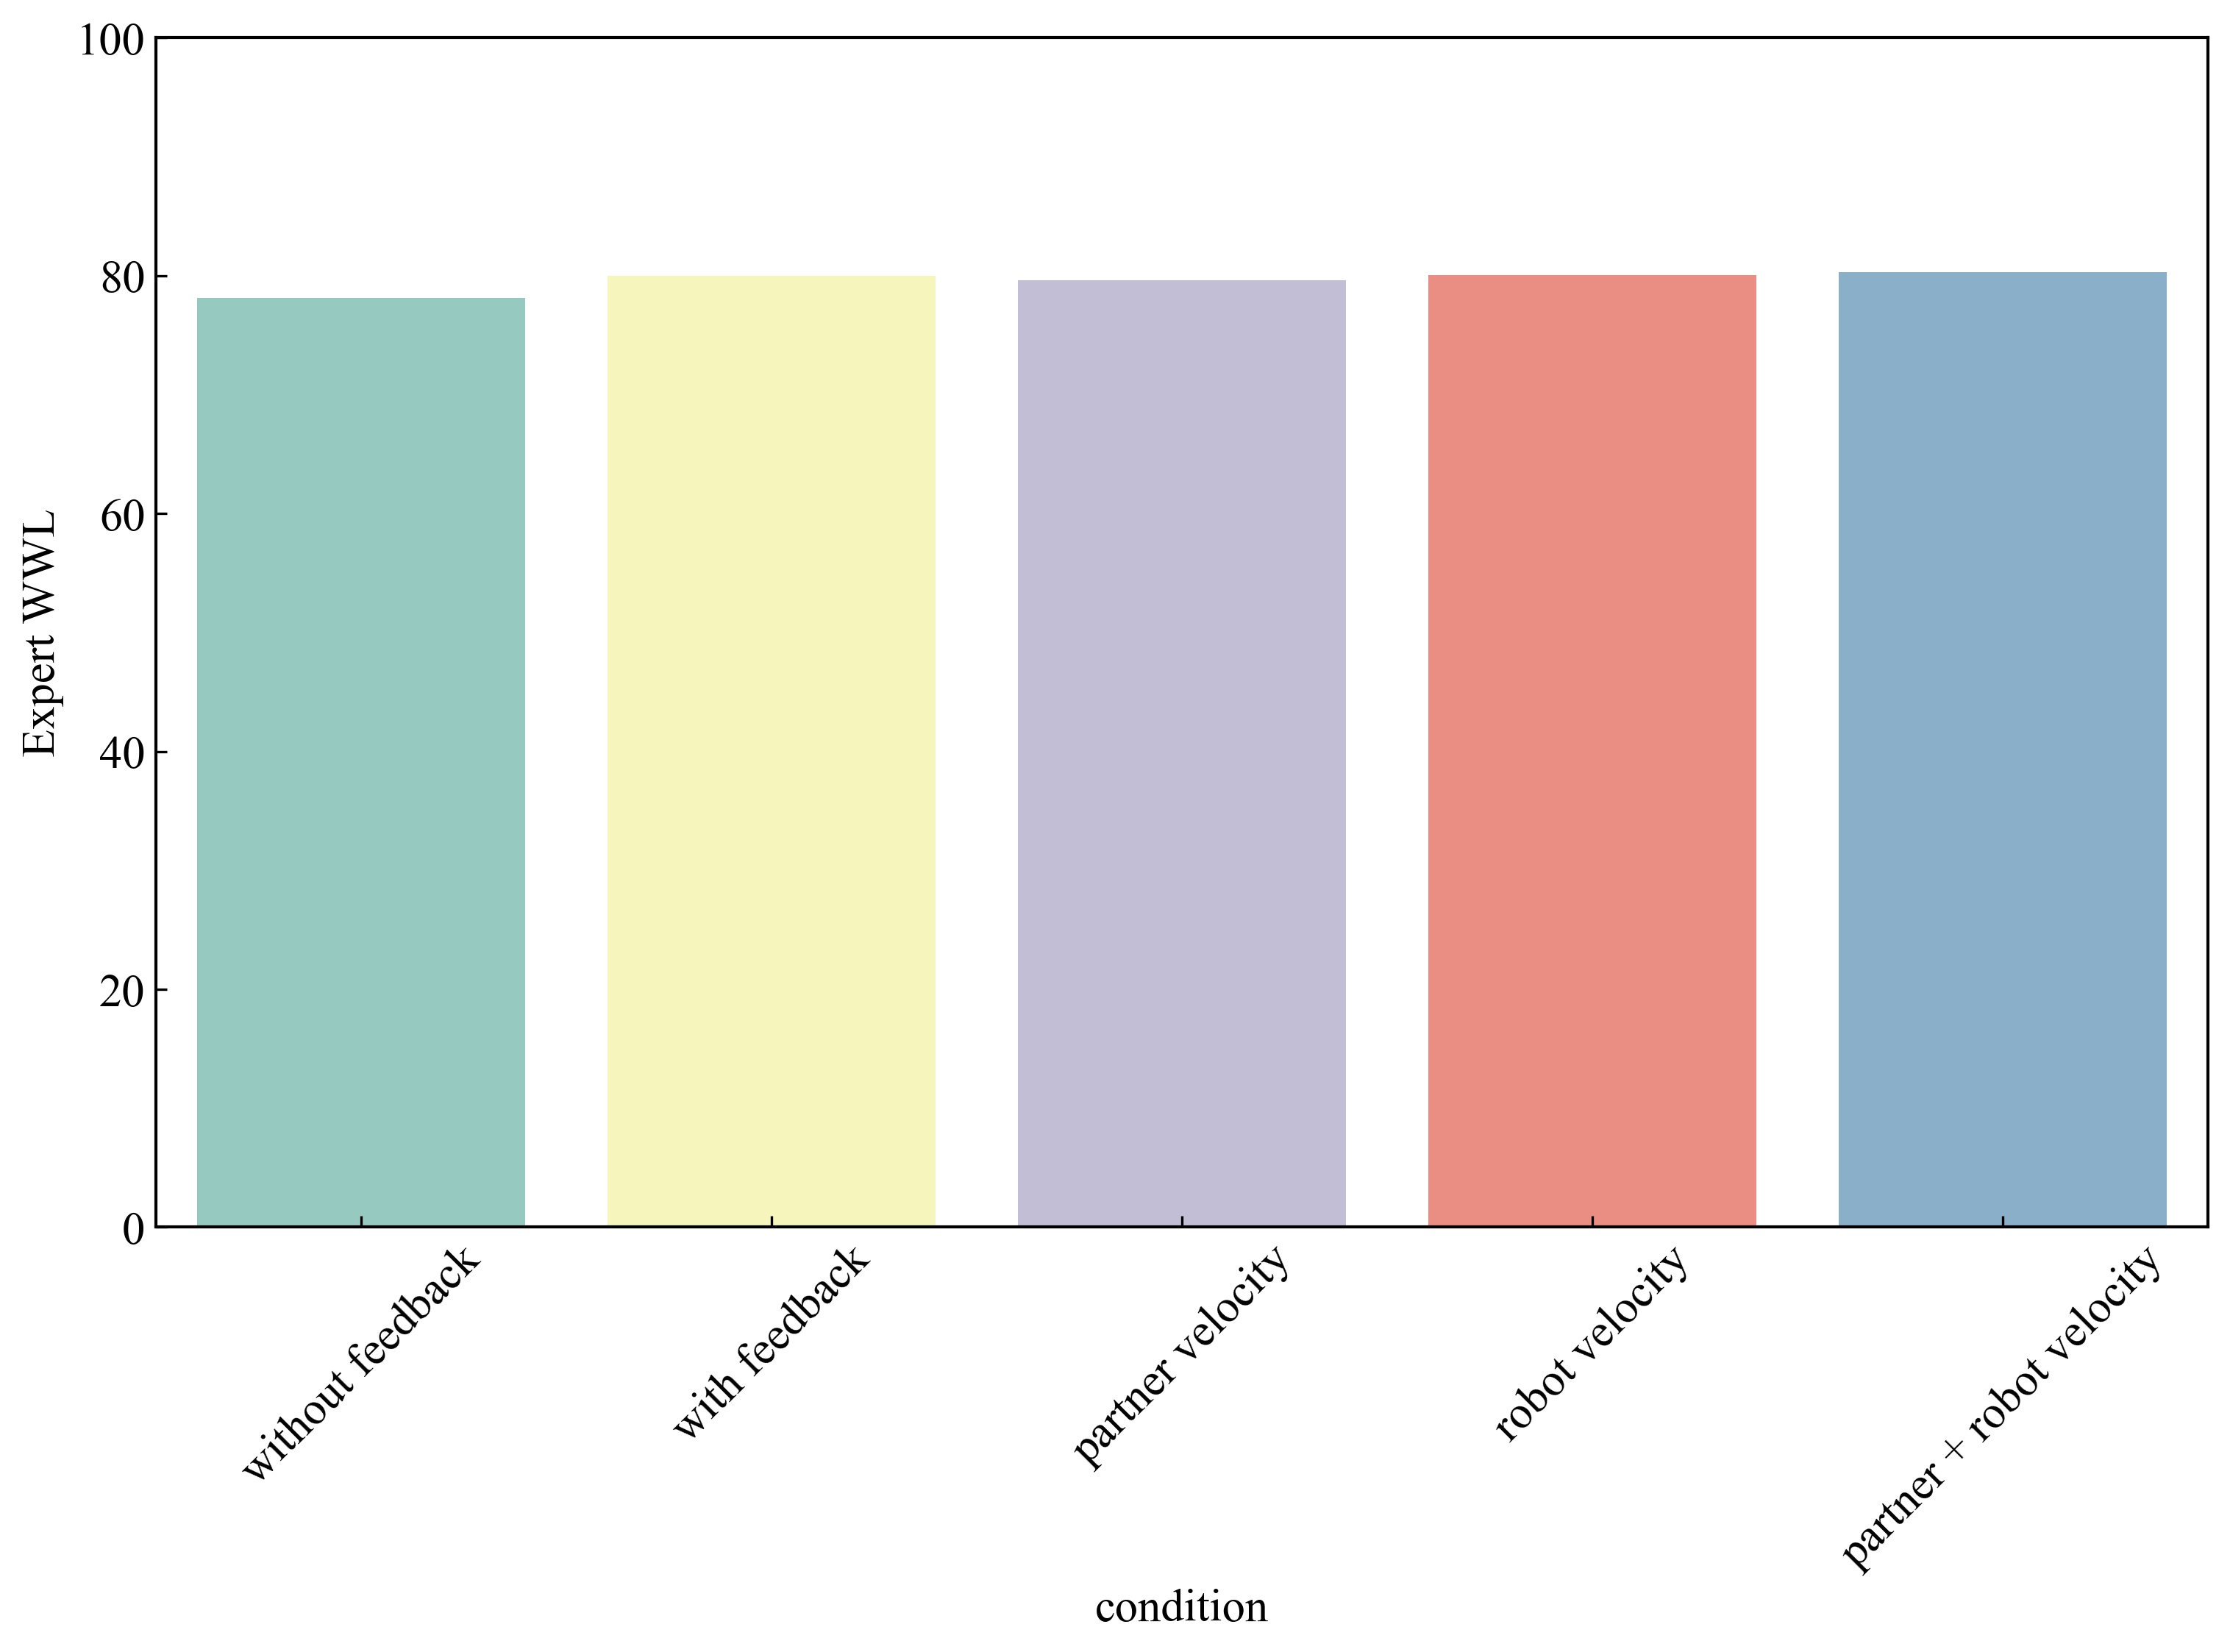 100
80
60
40
20
0
Expert WWL
without feedback
with feedback
partner velocity
robot velocity
partner + robot velocity
condition